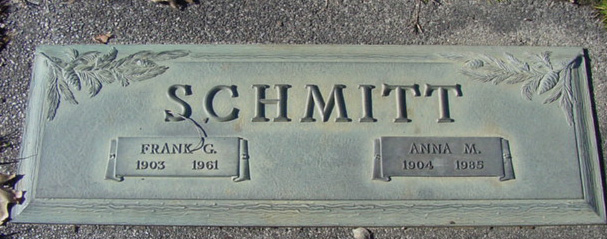 SCHMITT
FRANK G.
1903 1961
ANNA M.
1904 1985